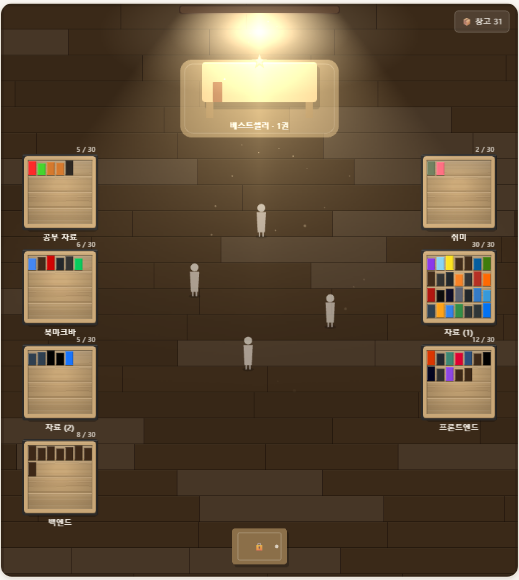 창고 31
베스트셀러 · 1권
5 / 30
2 / 30
공부 자료
취미
6 / 30
30 / 30
북마크바
자료 (1)
5 / 30
12 / 30
자료 (2)
프론트엔드
8 / 30
백엔드